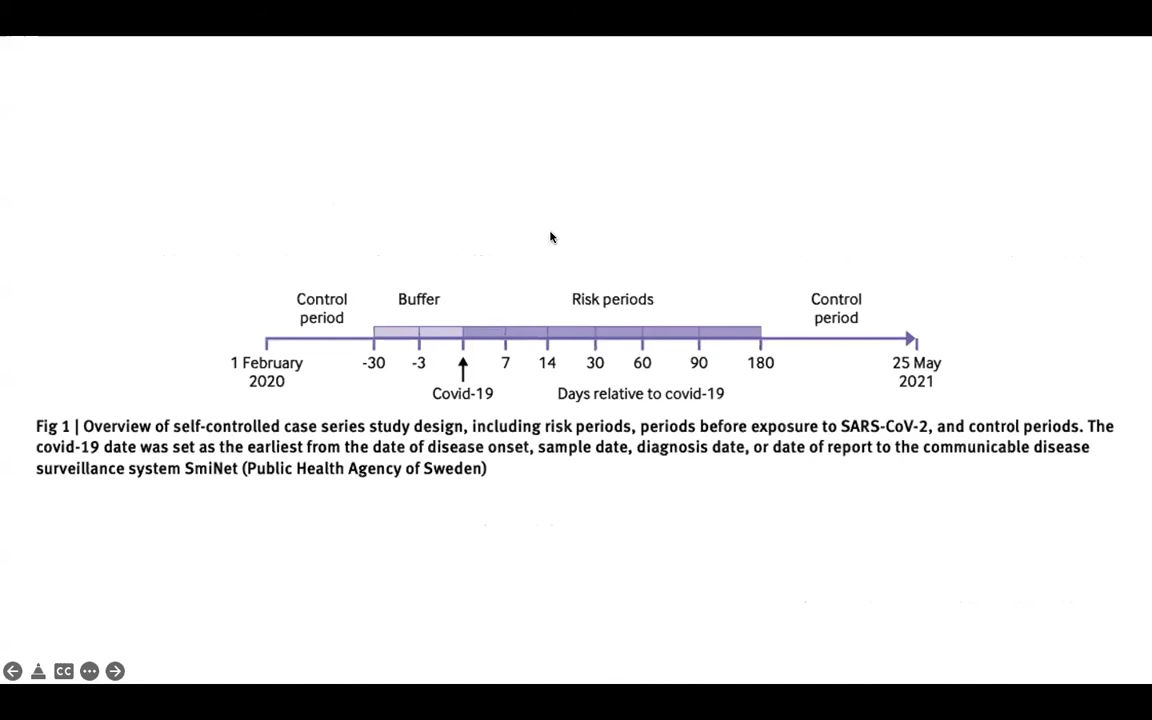 Control period
Buffer
Risk periods
Control period
1 February 2020
-30
-3
7
14
30
60
90
180
25 May 2021
Covid-19
Days relative to covid-19
Fig 1 | Overview of self-controlled case series study design, including risk periods, periods before exposure to SARS-CoV-2, and control periods. The
covid-19 date was set as the earliest from the date of disease onset, sample date, diagnosis date, or date of report to the communicable disease
surveillance system SmiNet (Public Health Agency of Sweden)
CC